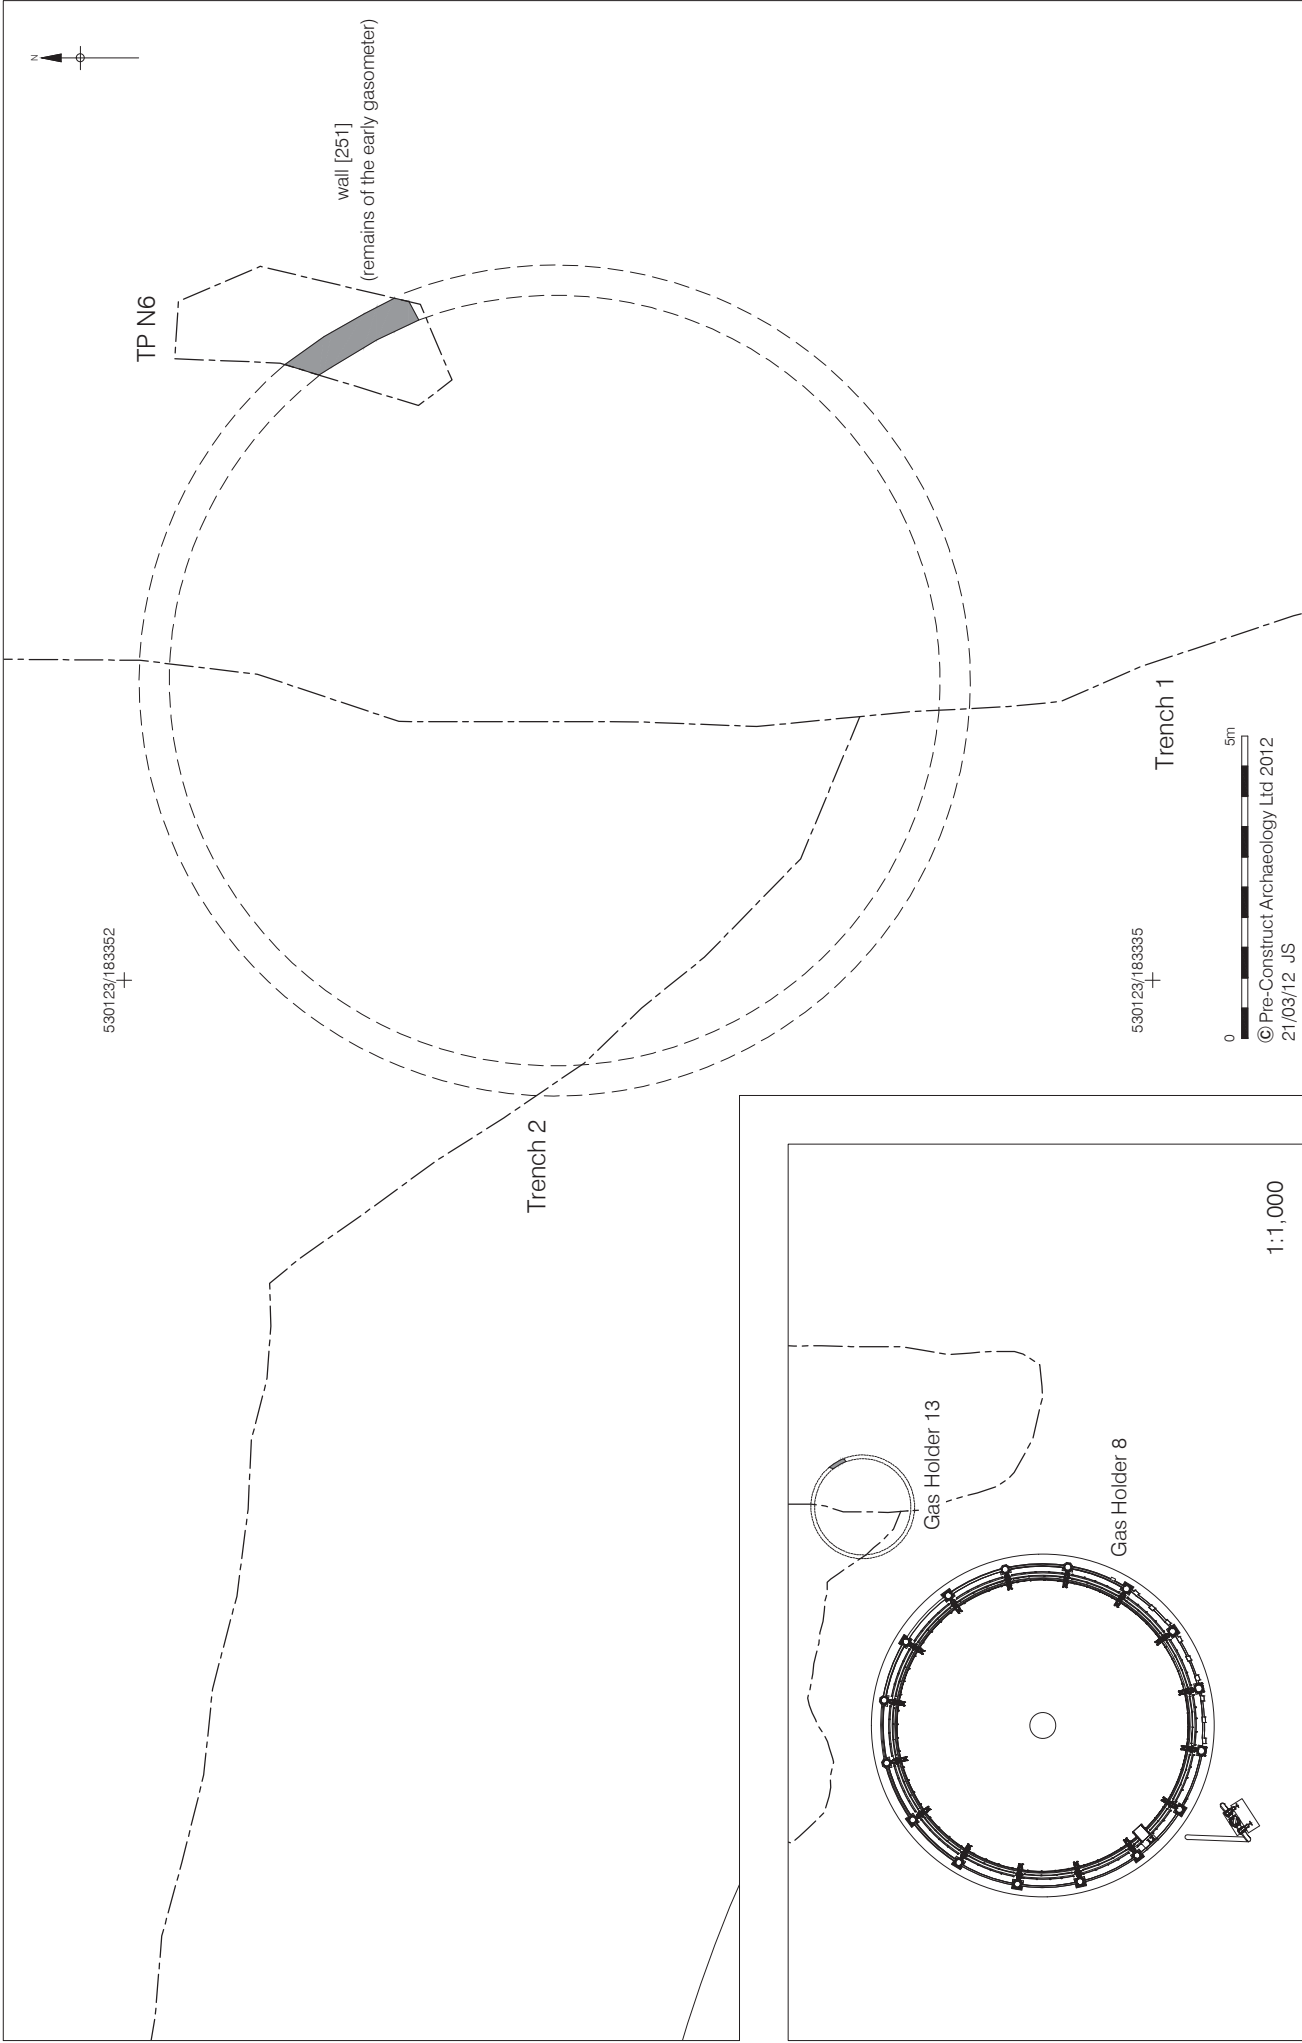 N
wall [251]
(remains of the early gasometer)
TP N6
530123/183352
Trench 2
Trench 1
530123/183335
0
5m
© Pre-Construct Archaeology Ltd 2012
21/03/12 JS
Gas Holder 13
Gas Holder 8
1:1,000